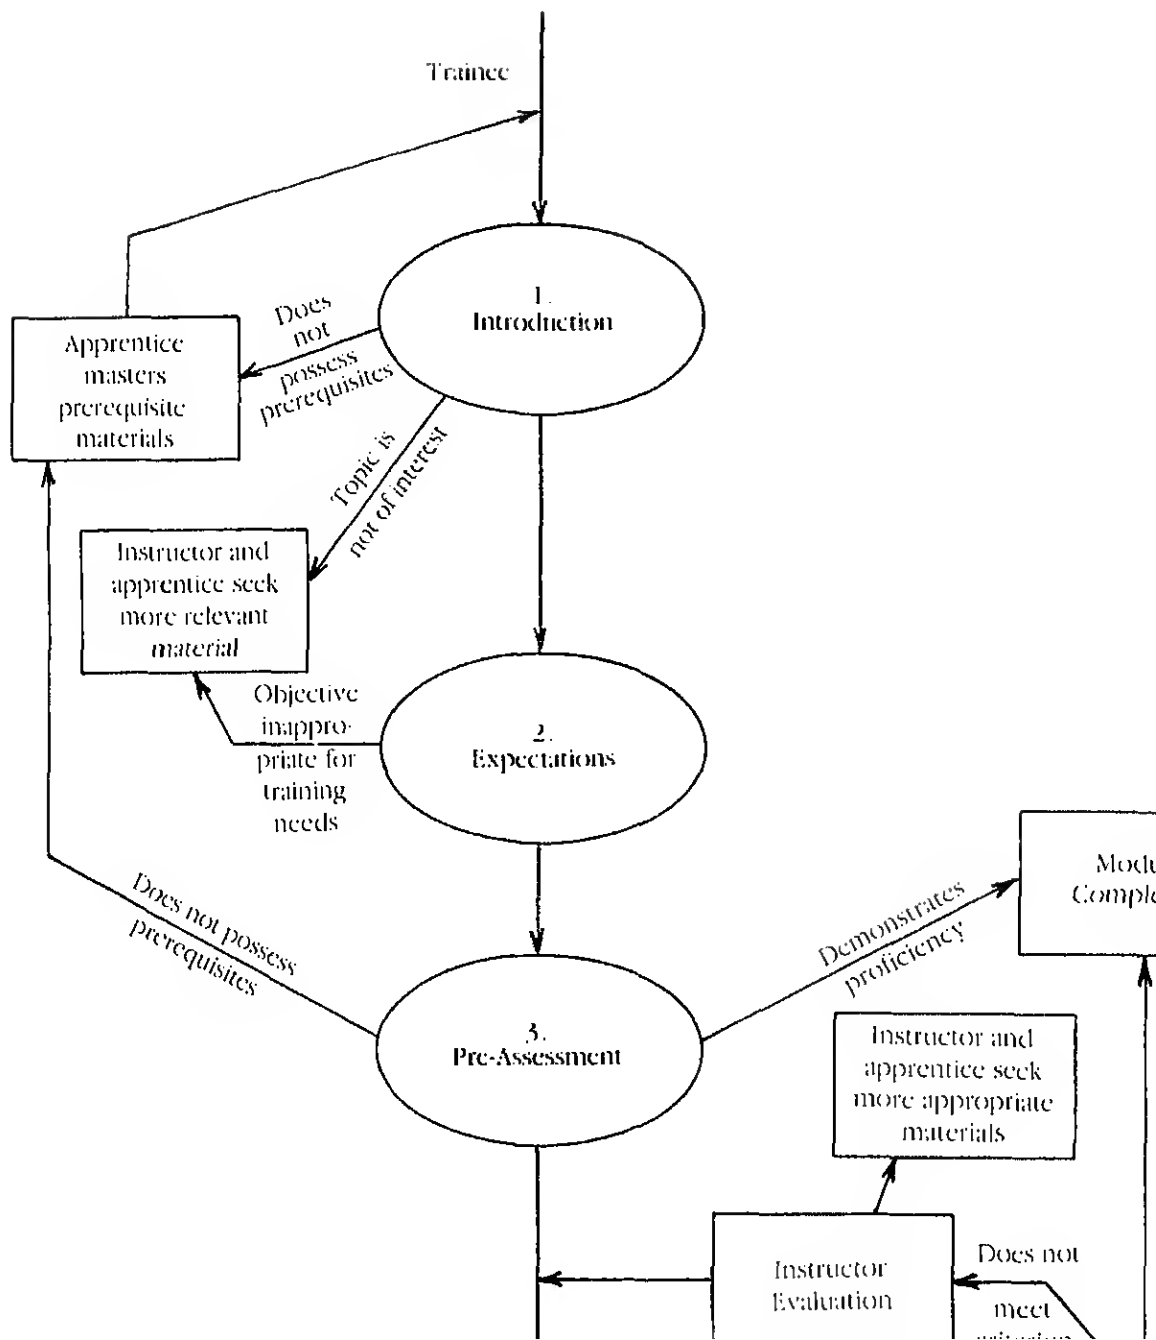 Trainee
1.
Introduction
Does
not
possess
prerequisites
Apprentice
masters
prerequisite
materials
Topic is
not of interest
Instructor and
apprentice seek
more relevant
material
Objective
inappro-
priate for
training
needs
2.
Expectations
Does not possess
prerequisites
Demonstrates
proficiency
3.
Pre-Assessment
Instructor and
apprentice seek
more appropriate
materials
Instructor
Evaluation
Does not
meet